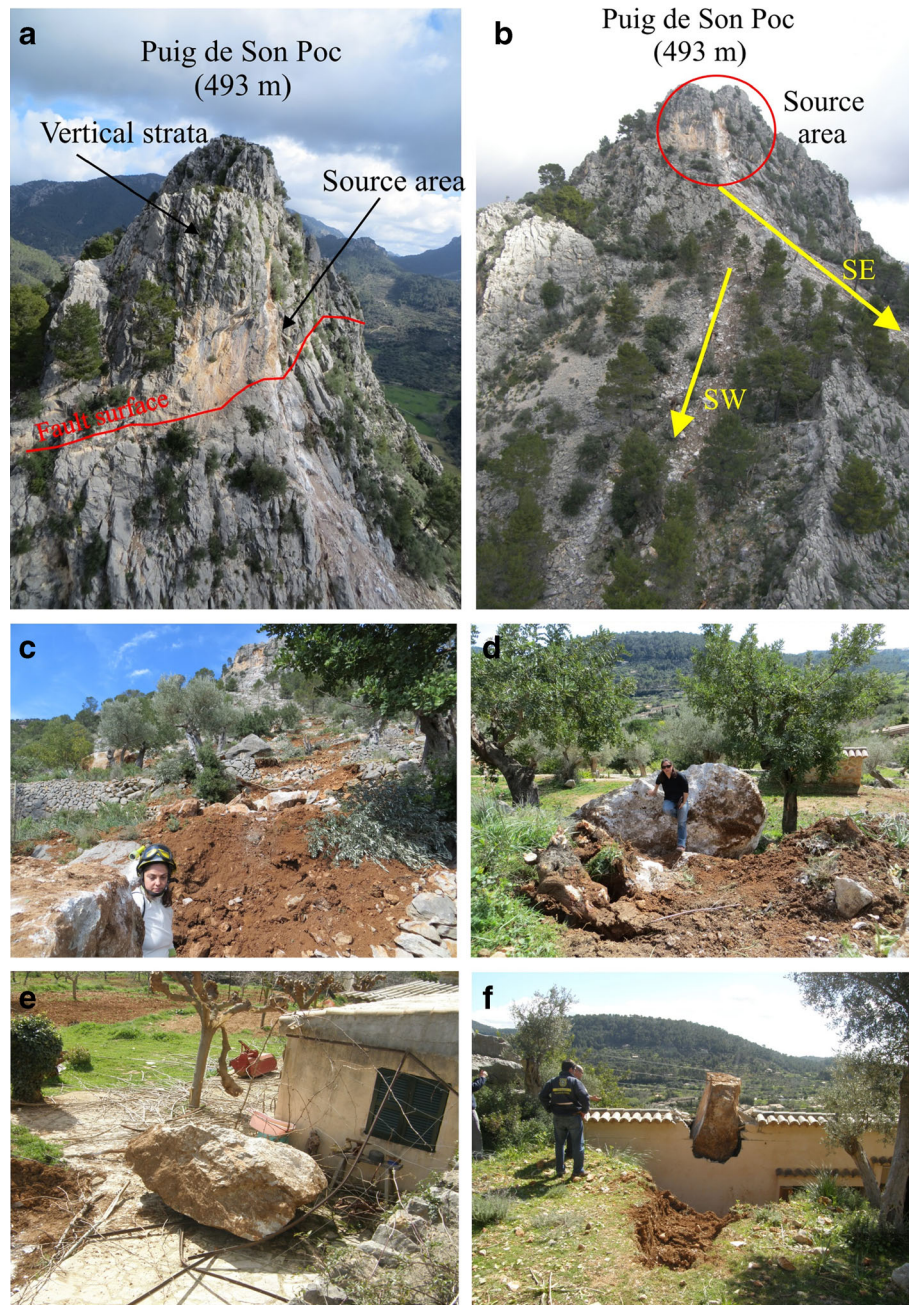 a
Puig de Son Poc
(493 m)
Vertical strata
Source area
Fault surface
b
Puig de Son Poc
(493 m)
Source
area
SE
SW
c
d
e
f